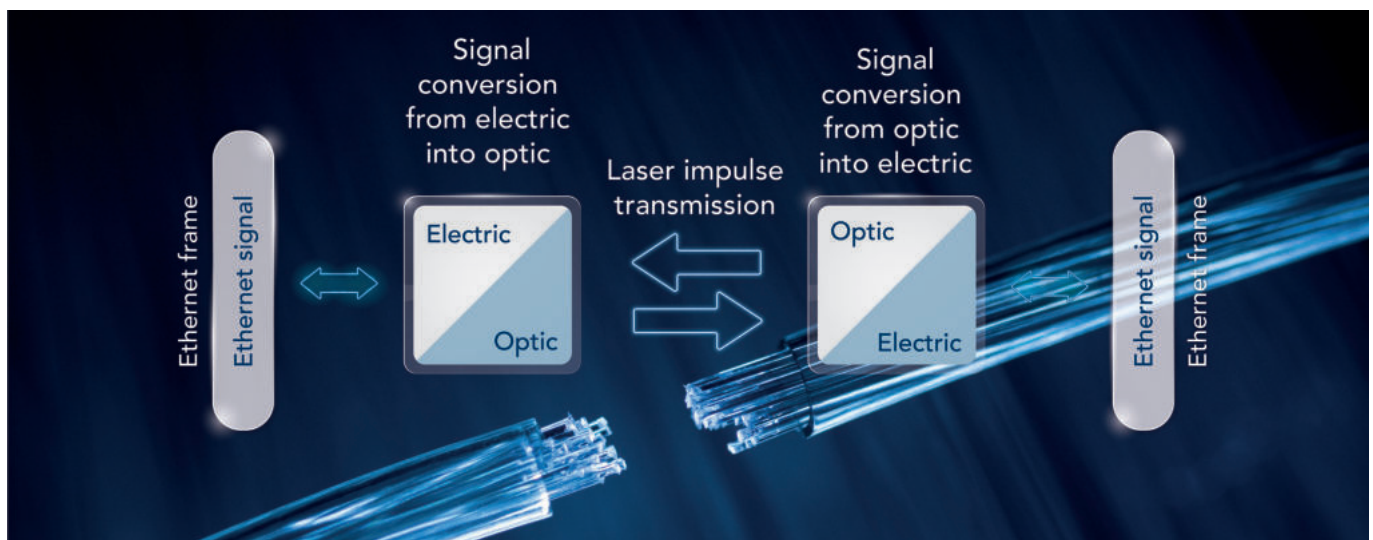 Ethernet frame
Ethernet signal
Signal
conversion
from electric
into optic
Electric
Optic
Laser impulse
transmission
Signal
conversion
from optic
into electric
Optic
Electric
Ethernet signal
Ethernet frame